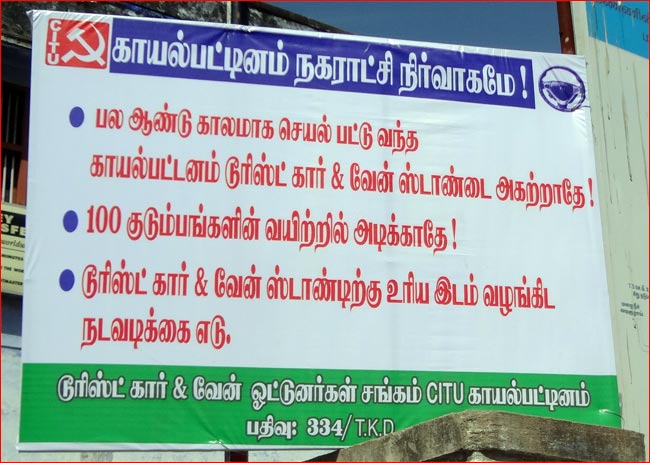 CITU
காயல்பட்டினம் நகராட்சி நிர்வாகமே !
பல ஆண்டு காலமாக செயல் பட்டு வந்த
காயல்பட்டனம் டூரிஸ்ட் கார் & வேன் ஸ்டாண்டை அகற்றாதே !
100 குடும்பங்களின் வயிற்றில் அடிக்காதே !
டூரிஸ்ட் கார் & வேன் ஸ்டாண்டிற்கு உரிய இடம் வழங்கிட
நடவடிக்கை எடு.
டூரிஸ்ட் கார் & வேன் ஓட்டுனர்கள் சங்கம் CITU காயல்பட்டினம்
பதிவு: 334/T.K.D